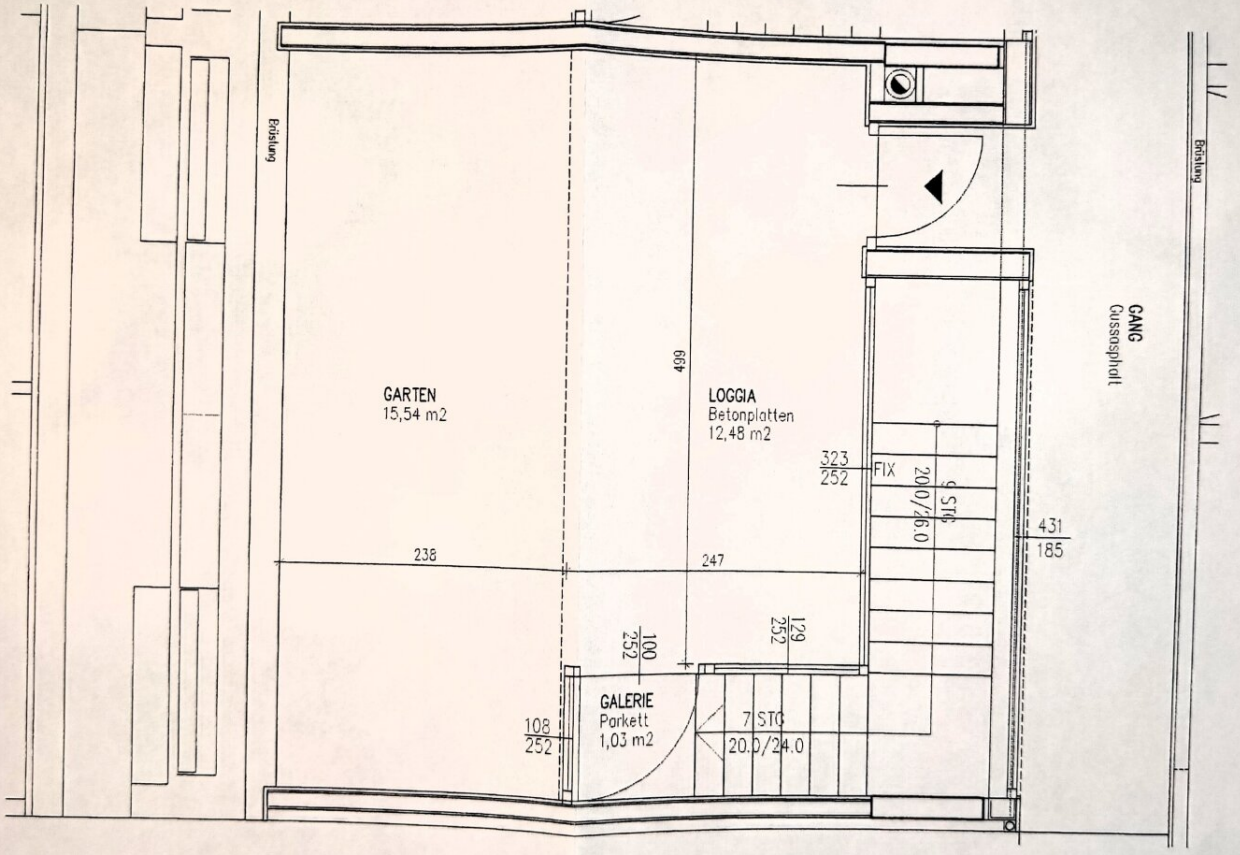 Brüstung
Brüstung
GANG
Gussasphalt
499
GARTEN
15,54 m2
LOGGIA
Betonplatten
12,48 m2
323
252
FIX
9 STG
20.0/26.0
431
185
238
247
100
252
129
252
GALERIE
Parkett
1,03 m2
108
252
7 STG
20.0/24.0